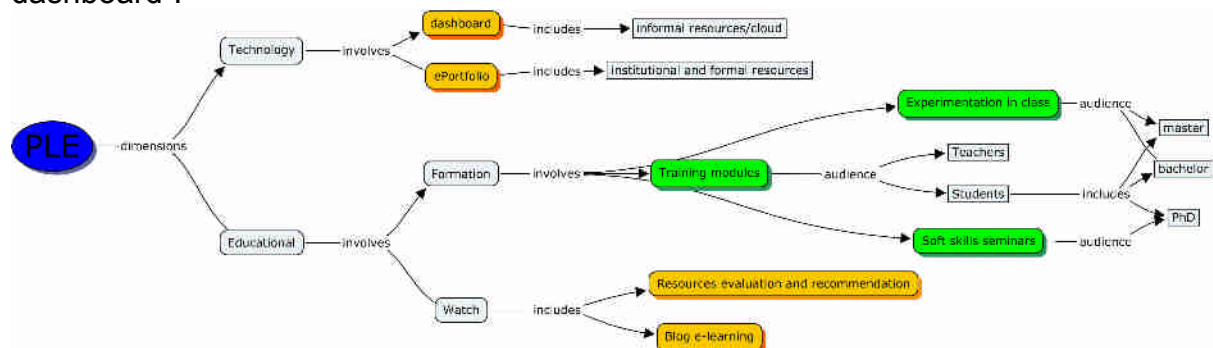 dashboard
includes
informal resources/cloud
Technology
involves
ePortfolio
includes
institutional and formal resources
PLE
dimensions
Experimentation in class
audience
master
bachelor
Formation
involves
Training modules
audience
Teachers
Students
includes
PhD
Educational
involves
Soft skills seminars
audience
Watch
includes
Resources evaluation and recommendation
Blog e-learning